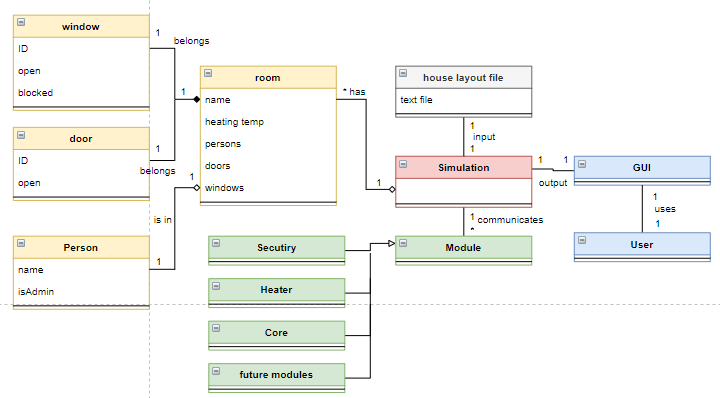 window
ID
open
blocked
1
belongs
door
ID
open
1
belongs
1
room
name
heating temp
persons
doors
windows
1
is in
Person
name
isAdmin
1
* has
1
house layout file
text file
1
input
1
Simulation
1
1
output
GUI
1
uses
1
User
1
communicates
*
Module
Secutiry
Heater
Core
future modules